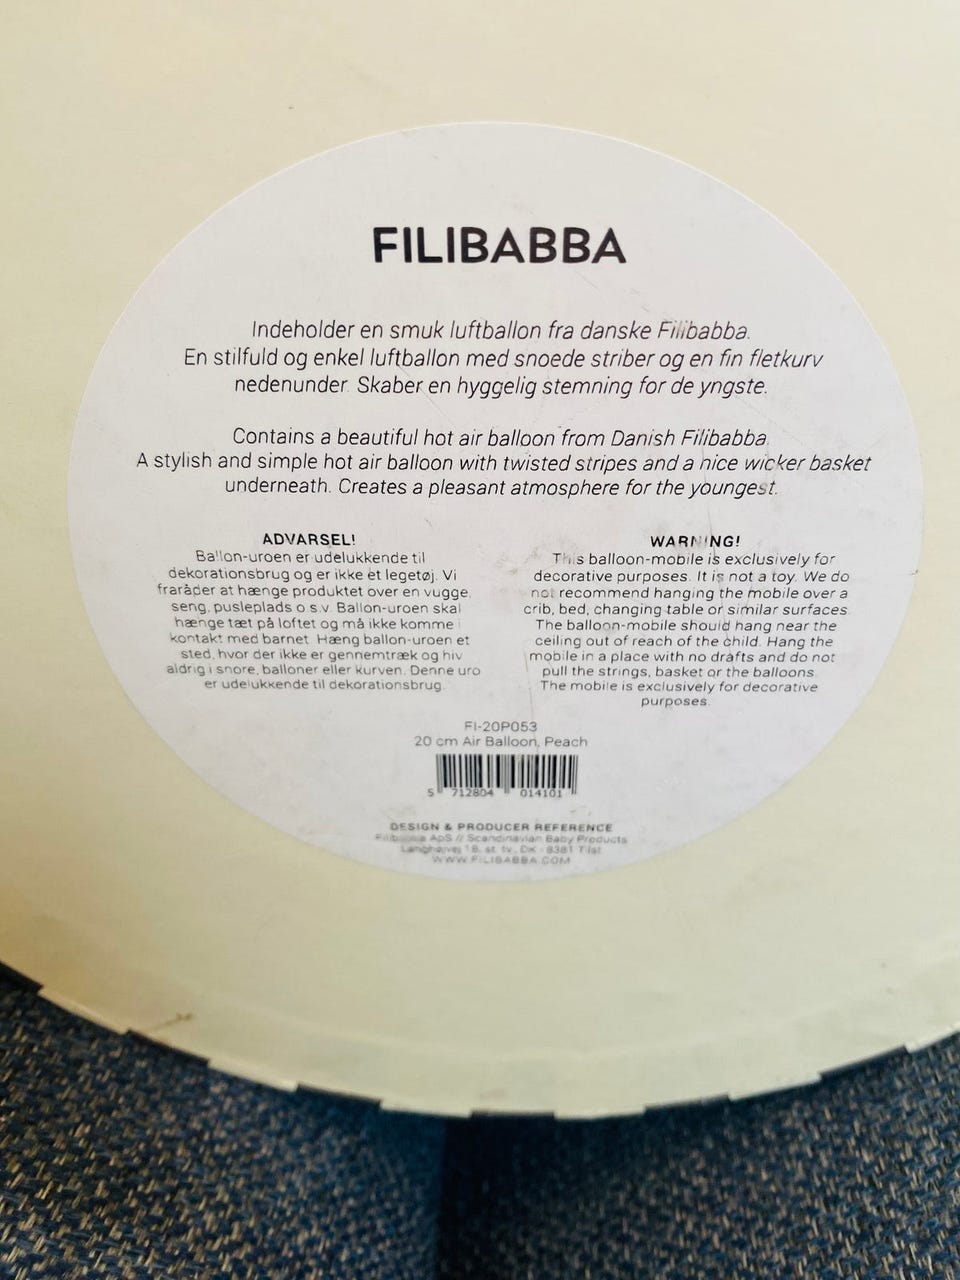 FILIBABBA
Indeholder en smuk luftballon fra danske Filibabba.
En stilfuld og enkel luftballon med snoede striber og en fin fletkurv
nedenunder. Skaber en hyggelig stemning for de yngste.
Contains a beautiful hot air balloon from Danish Filibabba.
A stylish and simple hot air balloon with twisted stripes and a nice wicker basket
underneath. Creates a pleasant atmosphere for the youngest.
ADVARSEL!
Ballon-uroen er udelukkende til
dekorationsbrug og er ikke et legetøj. Vi
fraråder at hænge produktet over en vugge,
seng, pusleplads o.s.v. Ballon-uroen skal
hænge tæt på loftet og må ikke komme i
kontakt med barnet. Hæng ballon-uroen et
sted, hvor der ikke er gennemtræk og hiv
aldrig i snore, balloner eller kurven. Denne uro
er udelukkende til dekorationsbrug.
WARNING!
This balloon-mobile is exclusively for
decorative purposes. It is not a toy. We do
not recommend hanging the mobile over a
crib, bed, changing table or similar surfaces.
The balloon-mobile should hang near the
ceiling out of reach of the child. Hang the
mobile in a place with no drafts and do not
pull the strings, basket or the balloons.
The mobile is exclusively for decorative
purposes.
FI-20P053
20 cm Air Balloon, Peach
5 712804 014101
DESIGN & PRODUCER REFERENCE
Filibabba ApS // Scandinavian Baby Products
st. tv., DK - 8381 Tilst
WWW.FILIBABBA.COM